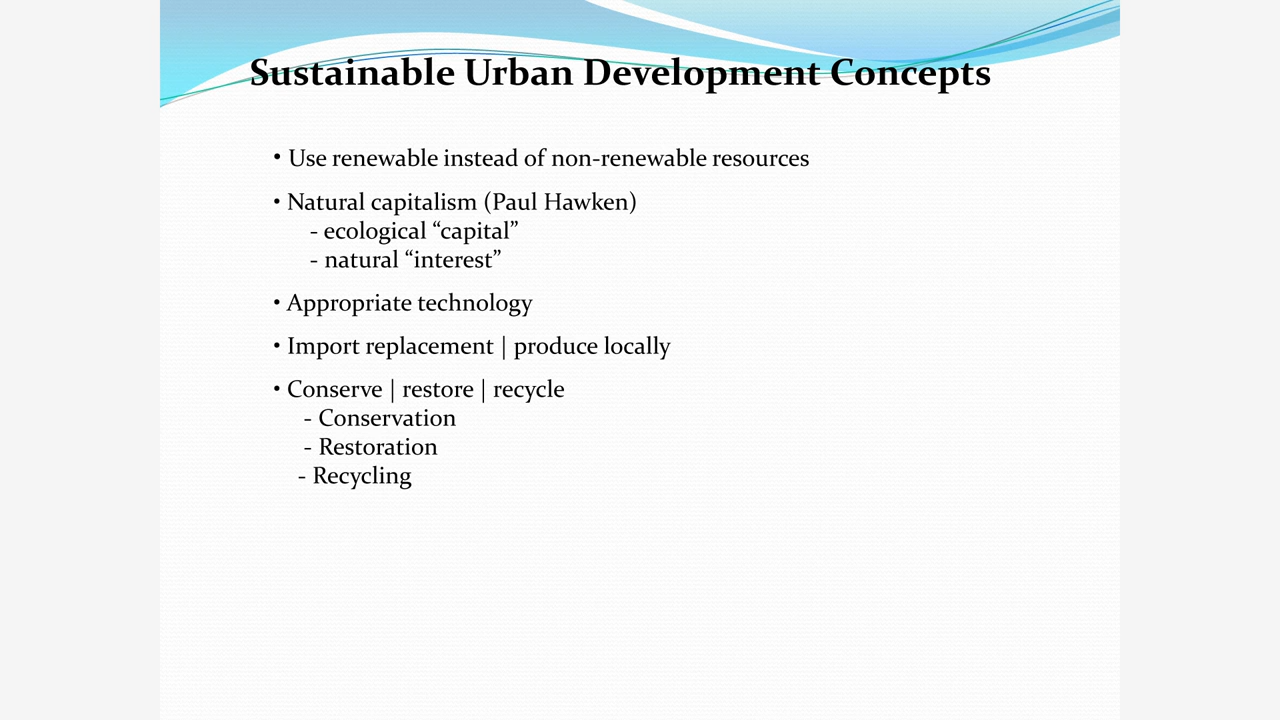 Sustainable Urban Development Concepts
• Use renewable instead of non-renewable resources
• Natural capitalism (Paul Hawken)
- ecological “capital”
- natural “interest”
• Appropriate technology
• Import replacement | produce locally
• Conserve | restore | recycle
- Conservation
- Restoration
- Recycling